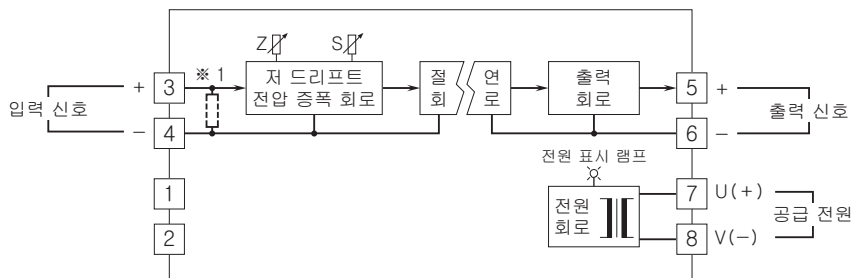 Z
S
※ 1
입력 신호
+
3
−
4
저 드리프트
전압 증폭 회로
절 연
회 로
출력
회로
5
+
6
−
출력 신호
1
2
전원 표시 램프
전원
회로
7
U(+)
8
V(−)
공급 전원